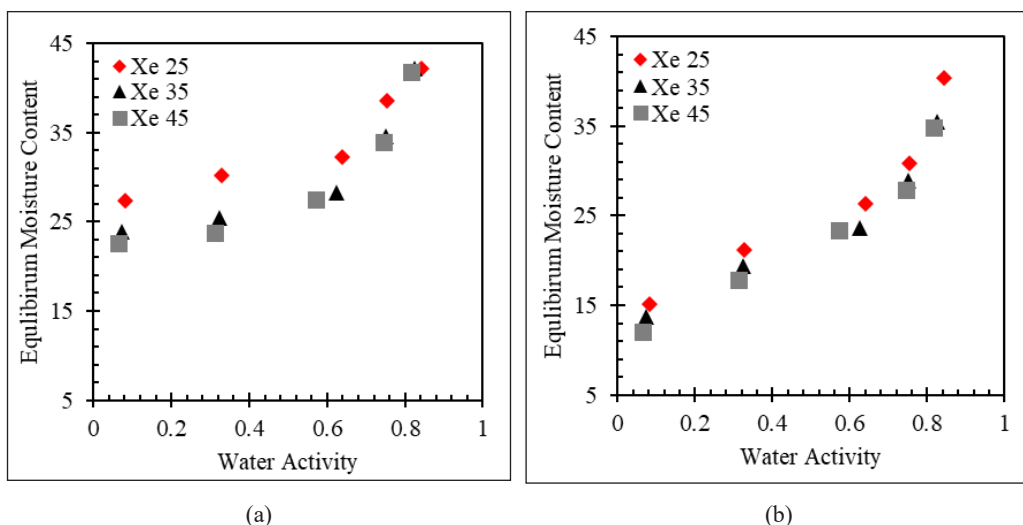 45
35
25
15
5
Equlibirum Moisture Content
Xe 25
Xe 35
Xe 45
0 0.2 0.4 0.6 0.8 1
Water Activity
(a)
45
35
25
15
5
Equlibirum Moisture Content
Xe 25
Xe 35
Xe 45
0 0.2 0.4 0.6 0.8 1
Water Activity
(b)